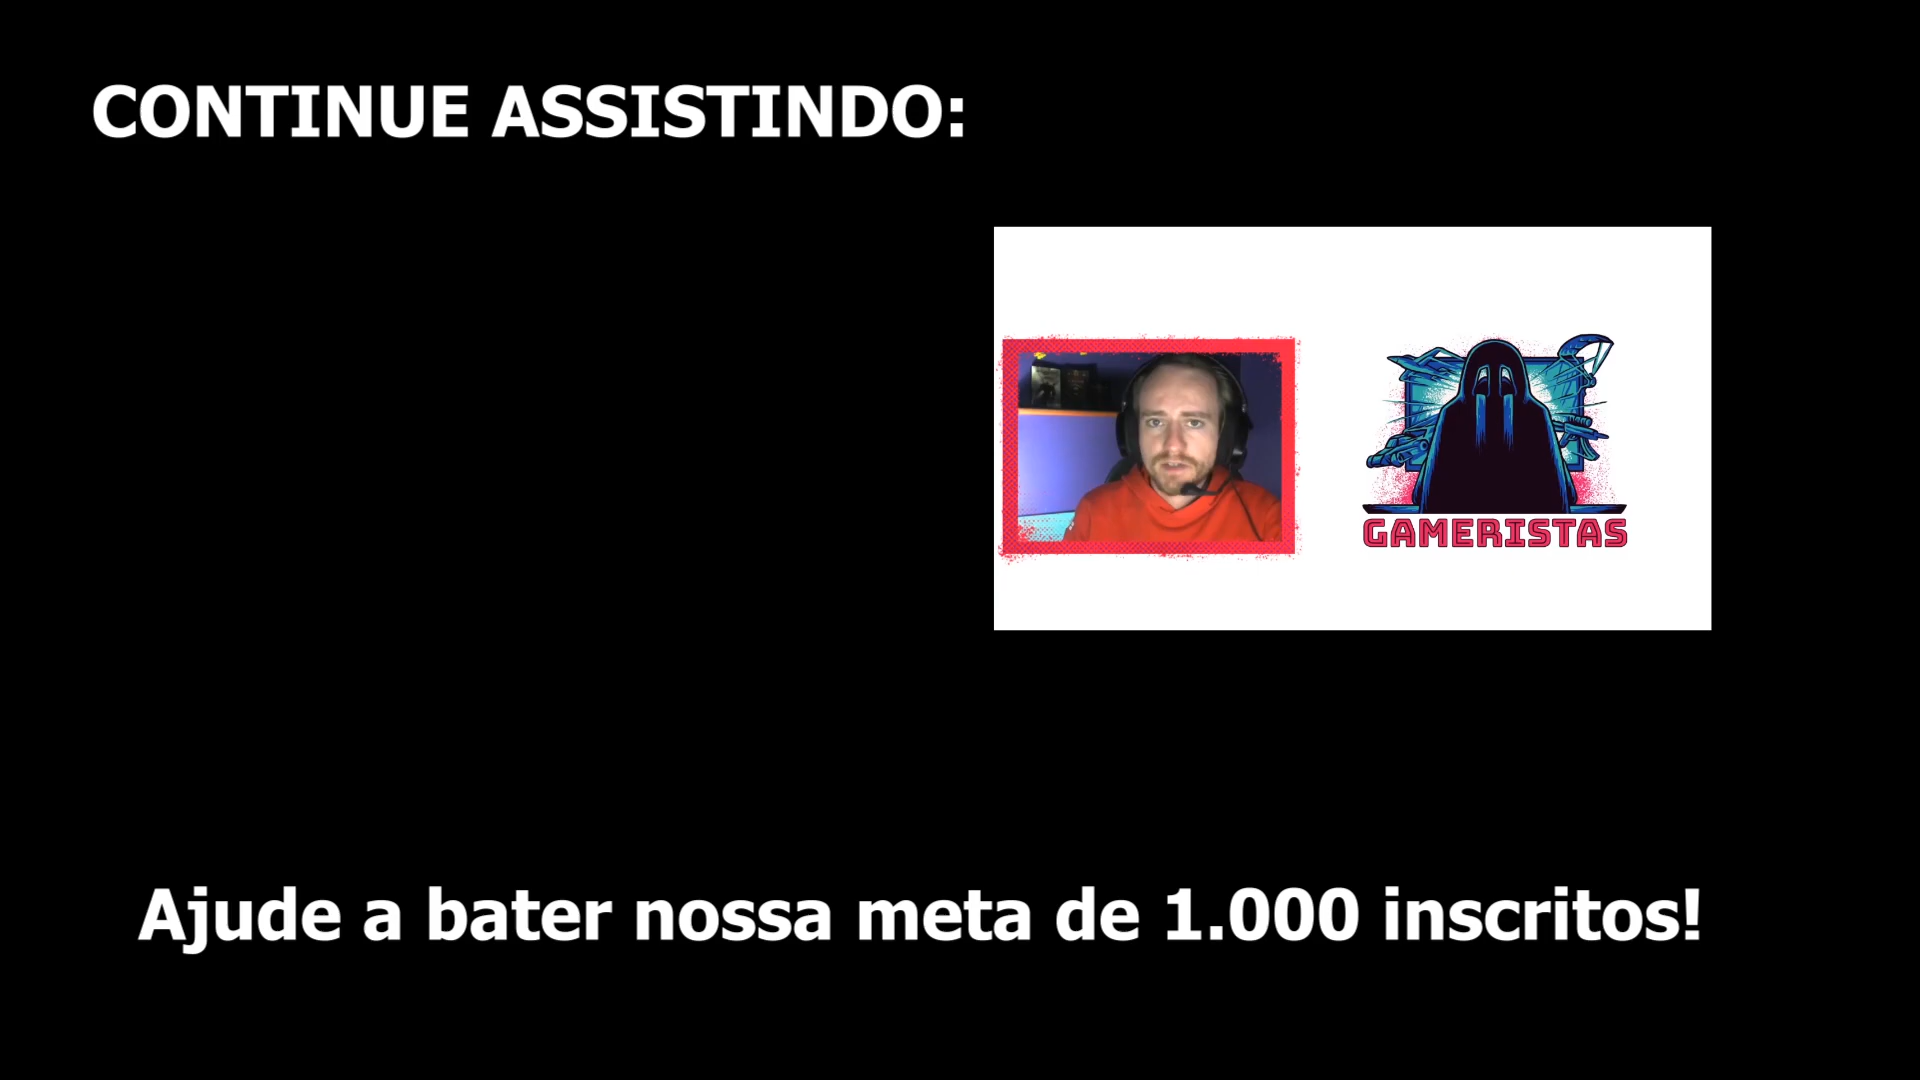 CONTINUE ASSISTINDO:
GAMERISTAS
Ajude a bater nossa meta de 1.000 inscritos!